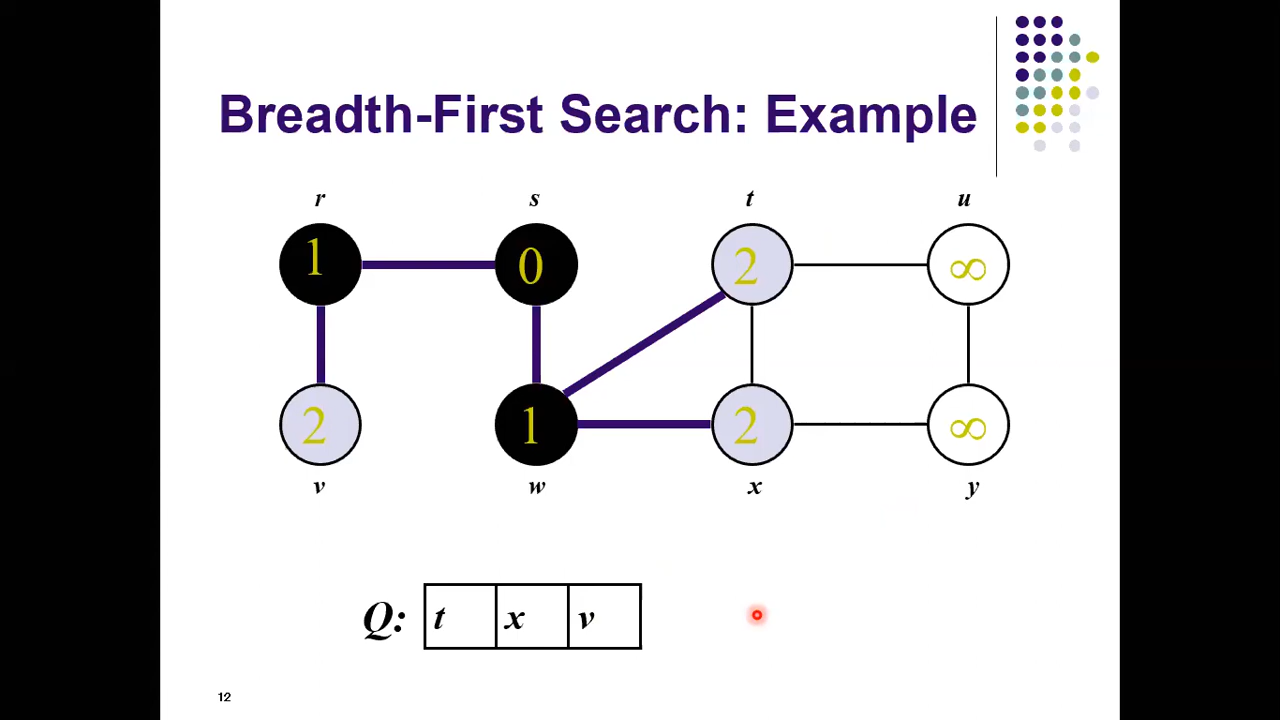 Breadth-First Search: Example
r s t u
1 0 2 ∞
2 1 2 ∞
v w x y
Q: t x v
12